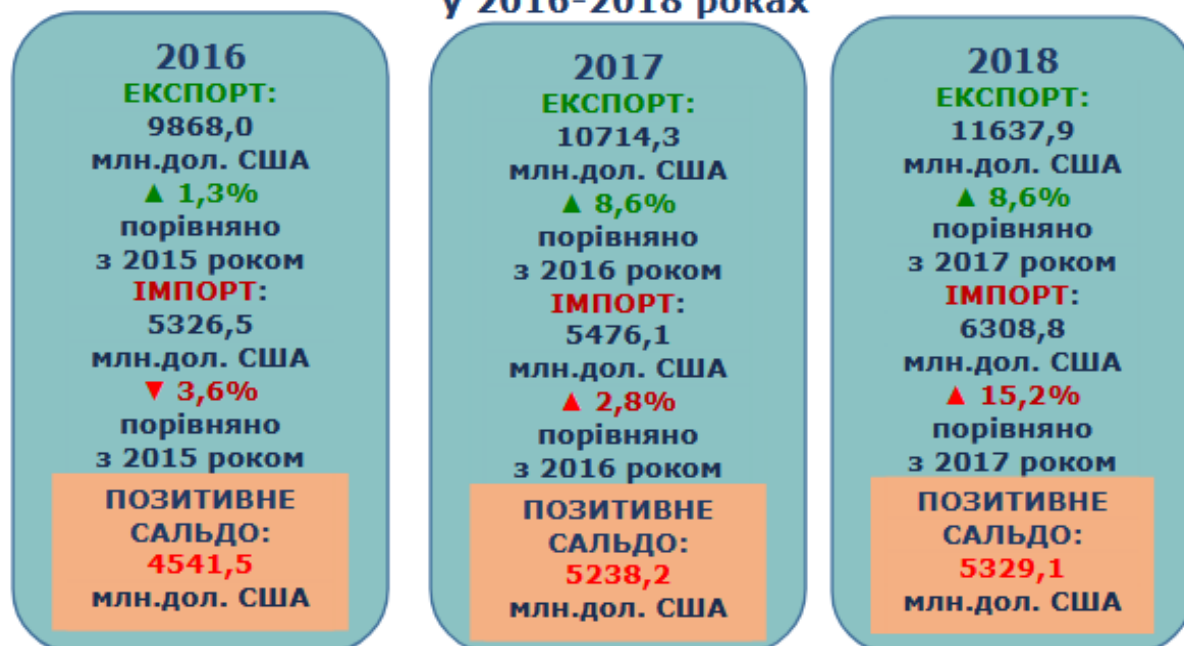 у 2016-2018 роках
2016
ЕКСПОРТ:
9868,0
млн.дол. США
▲ 1,3%
порівняно
з 2015 роком
ІМПОРТ:
5326,5
млн.дол. США
▼ 3,6%
порівняно
з 2015 роком
ПОЗИТИВНЕ
САЛЬДО:
4541,5
млн.дол. США
2017
ЕКСПОРТ:
10714,3
млн.дол. США
▲ 8,6%
порівняно
з 2016 роком
ІМПОРТ:
5476,1
млн.дол. США
▲ 2,8%
порівняно
з 2016 роком
ПОЗИТИВНЕ
САЛЬДО:
5238,2
млн.дол. США
2018
ЕКСПОРТ:
11637,9
млн.дол. США
▲ 8,6%
порівняно
з 2017 роком
ІМПОРТ:
6308,8
млн.дол. США
▲ 15,2%
порівняно
з 2017 роком
ПОЗИТИВНЕ
САЛЬДО:
5329,1
млн.дол. США